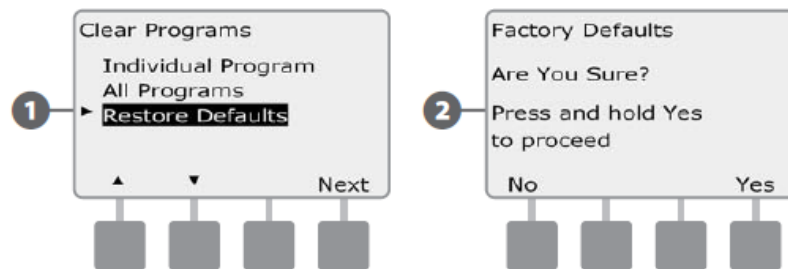 Clear Programs
Individual Program
All Programs
1
► Restore Defaults
▲ ▼ Next
Factory Defaults
Are You Sure?
2
Press and hold Yes
to proceed
No Yes